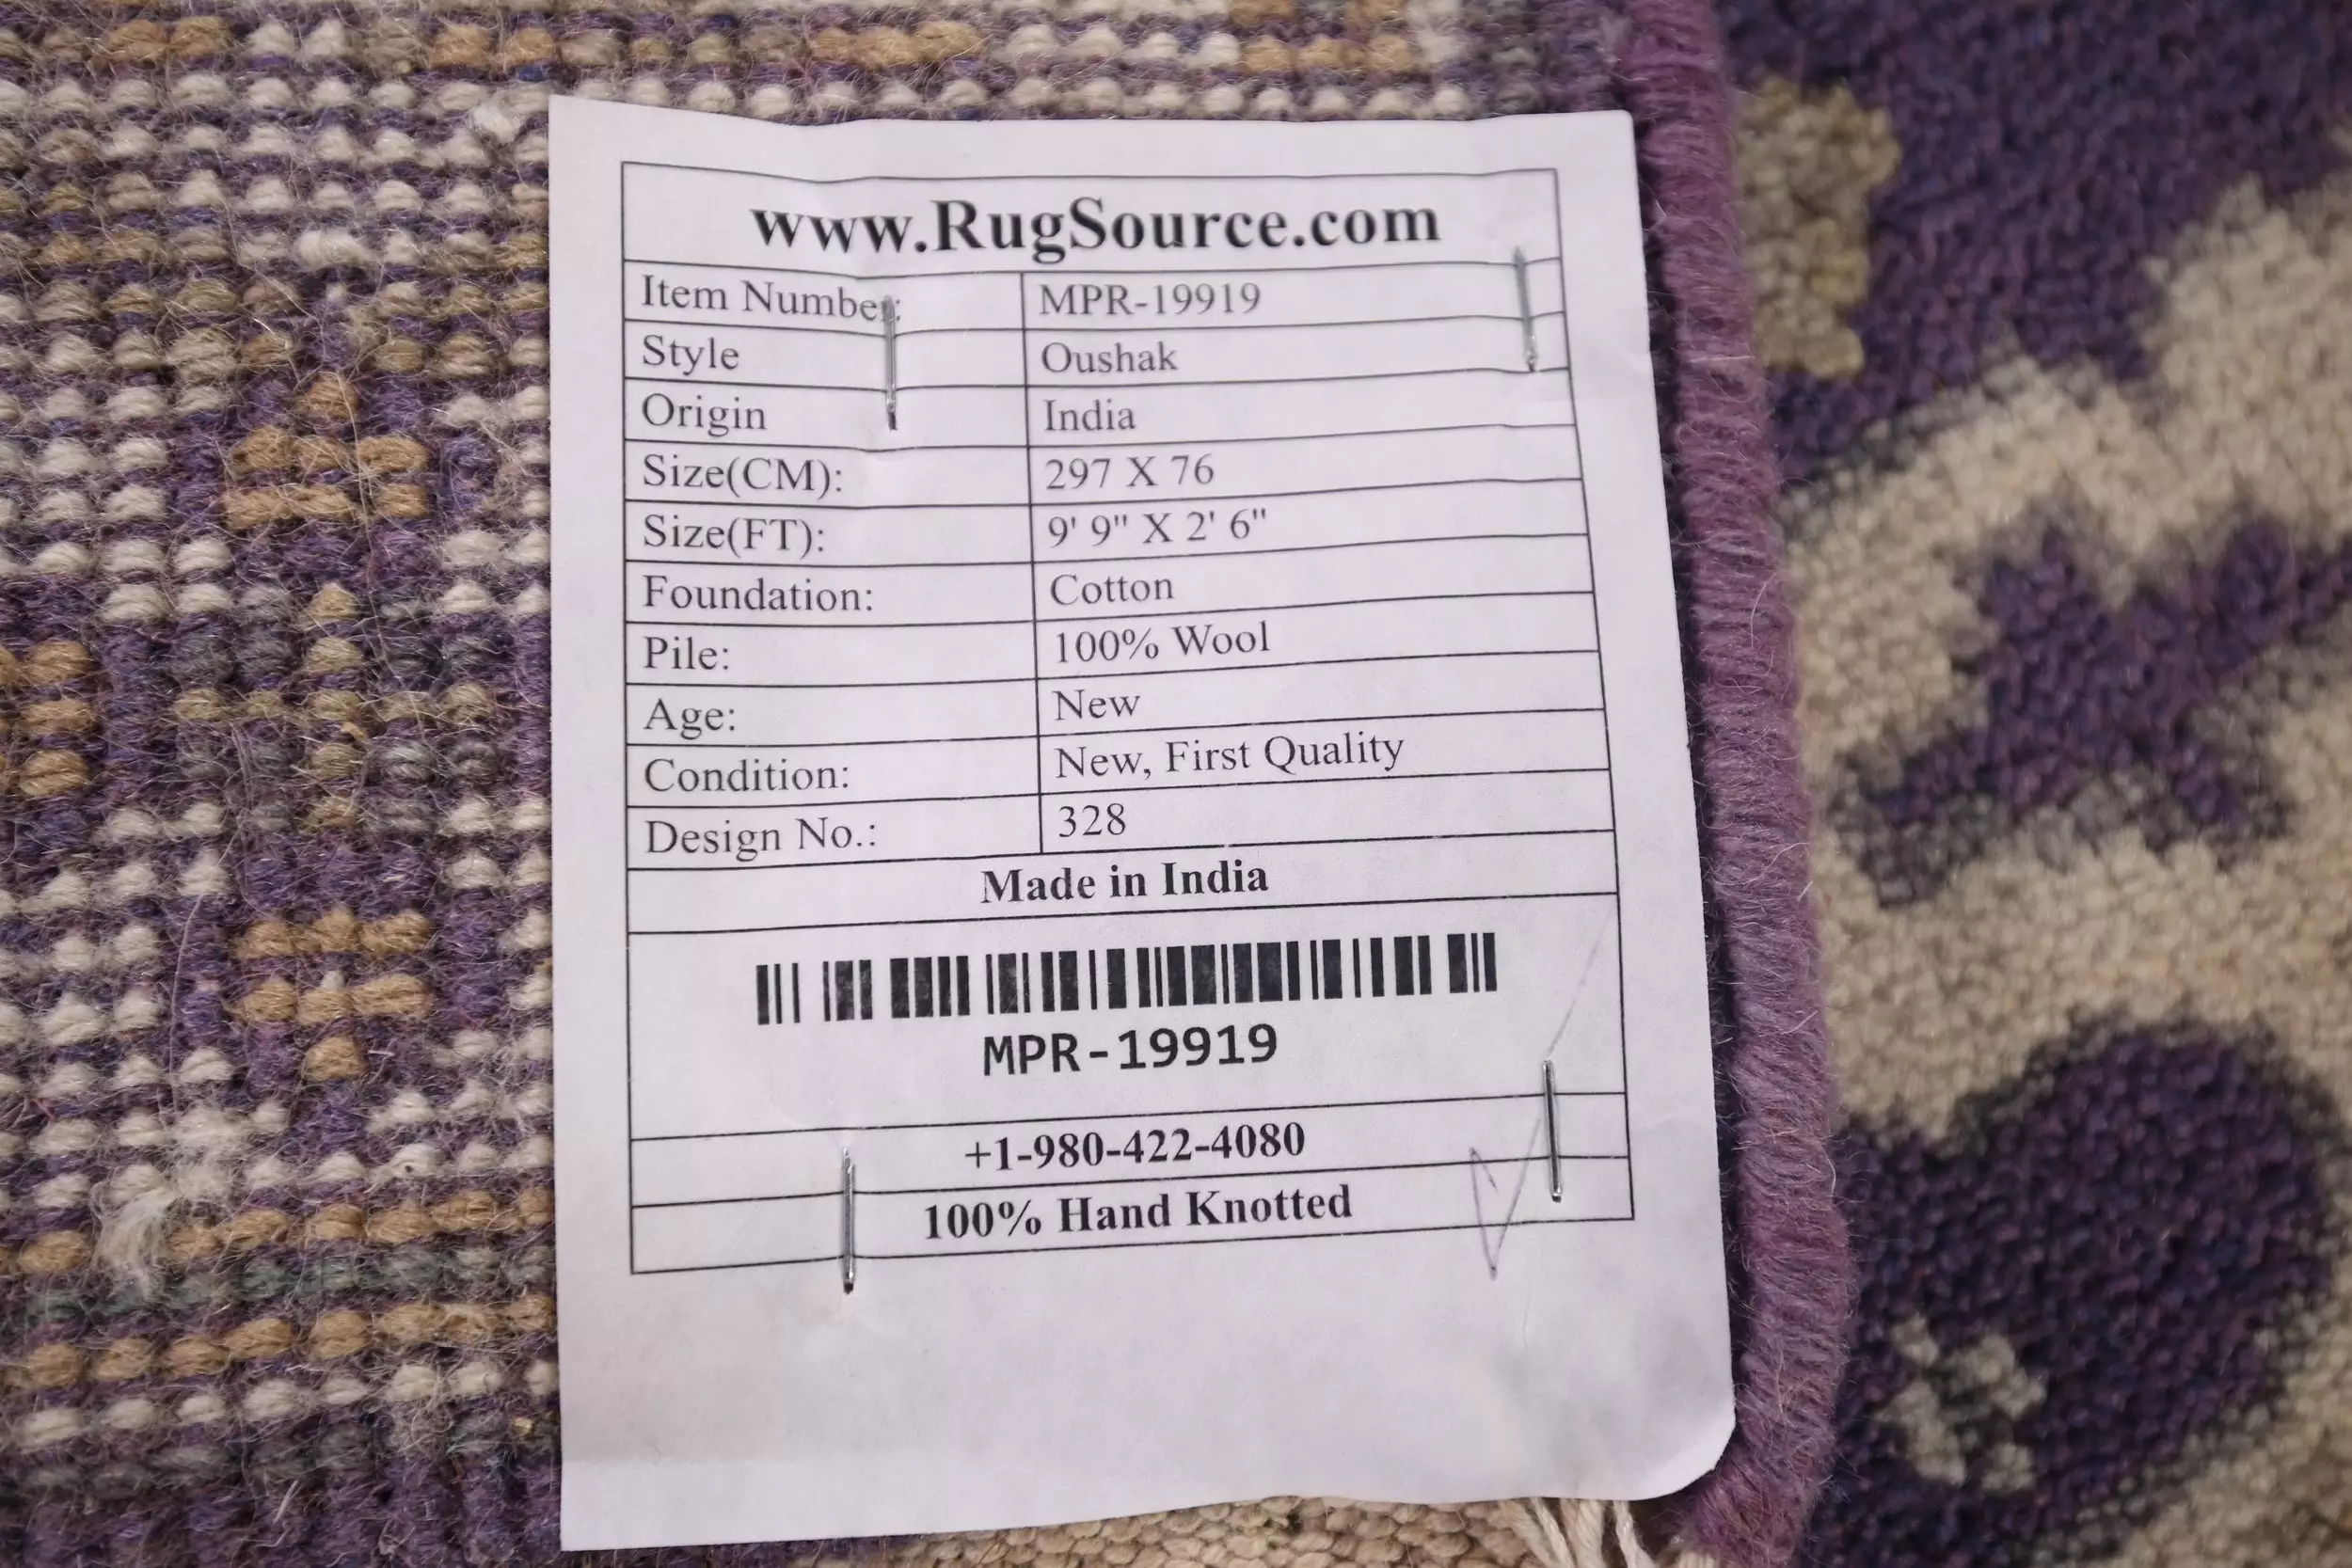 www.RugSource.com
Item Number: MPR-19919
Style Oushak
Origin India
Size(CM): 297 X 76
Size(FT): 9' 9" X 2' 6"
Foundation: Cotton
Pile: 100% Wool
Age: New
Condition: New, First Quality
Design No.: 328
Made in India
MPR-19919
+1-980-422-4080
100% Hand Knotted